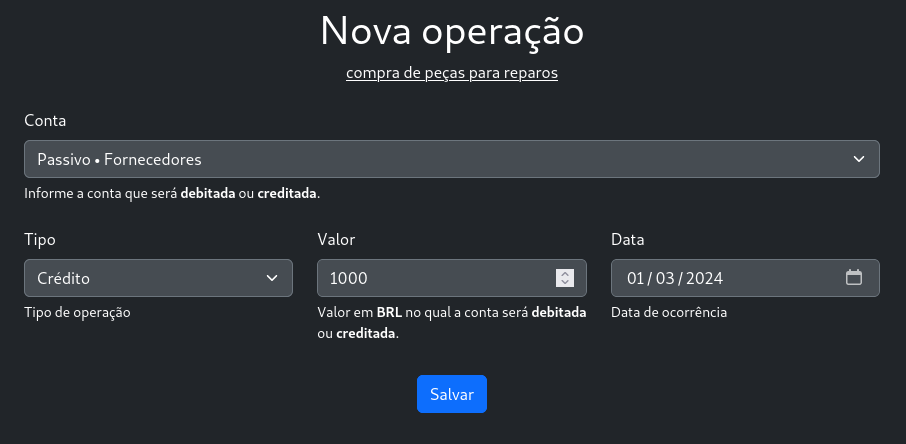 Nova operação
compra de peças para reparos
Conta
Passivo • Fornecedores
Informe a conta que será debitada ou creditada.
Tipo
Crédito
Tipo de operação
Valor
1000
Valor em BRL no qual a conta será debitada
ou creditada.
Data
01 / 03 / 2024
Data de ocorrência
Salvar